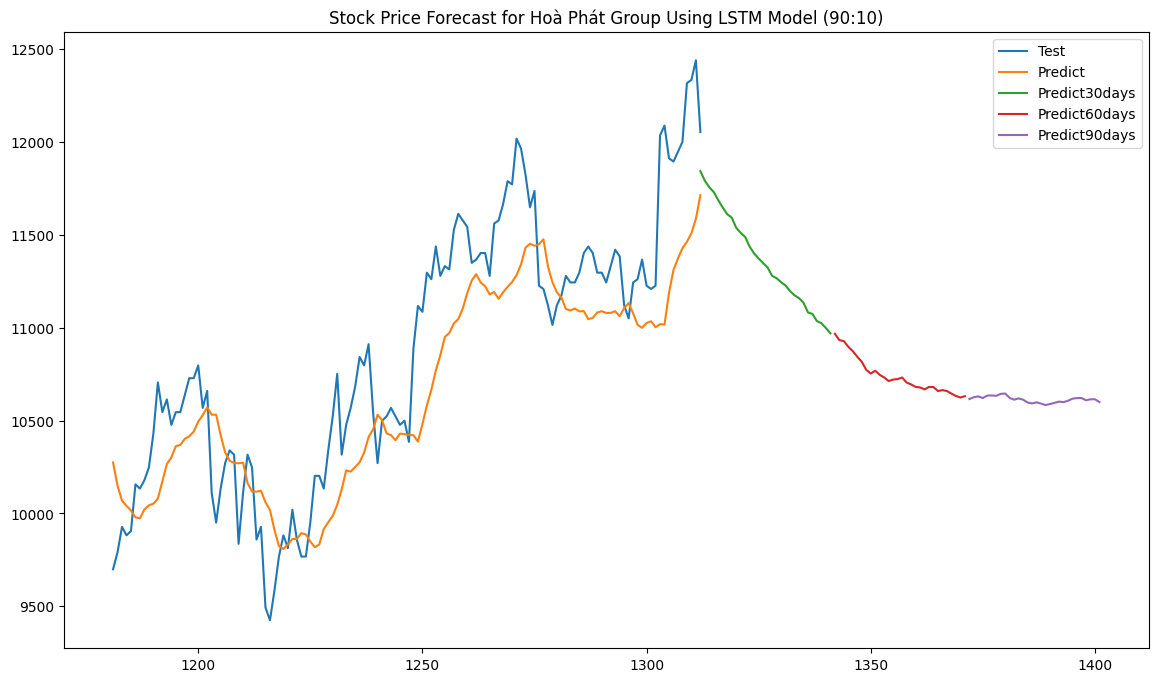 Stock Price Forecast for Hoà Phát Group Using LSTM Model (90:10)
Test
Predict
Predict30days
Predict60days
Predict90days
12500
12000
11500
11000
10500
10000
9500
1200
1250
1300
1350
1400